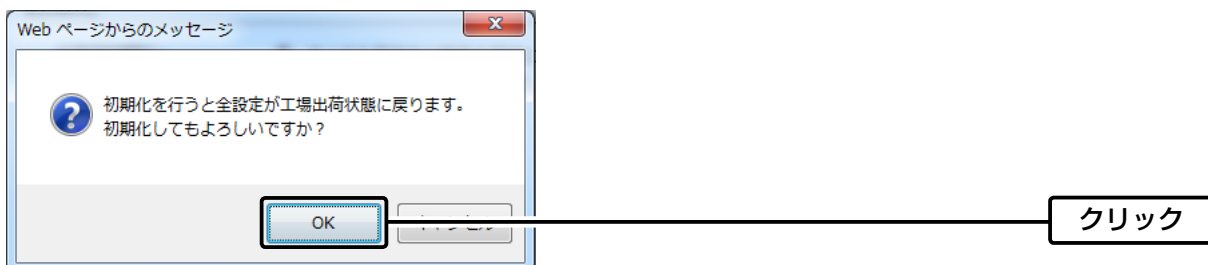 Web ページからのメッセージ
初期化を行うと全設定が工場出荷状態に戻ります。
初期化してもよろしいですか？
OK
クリック